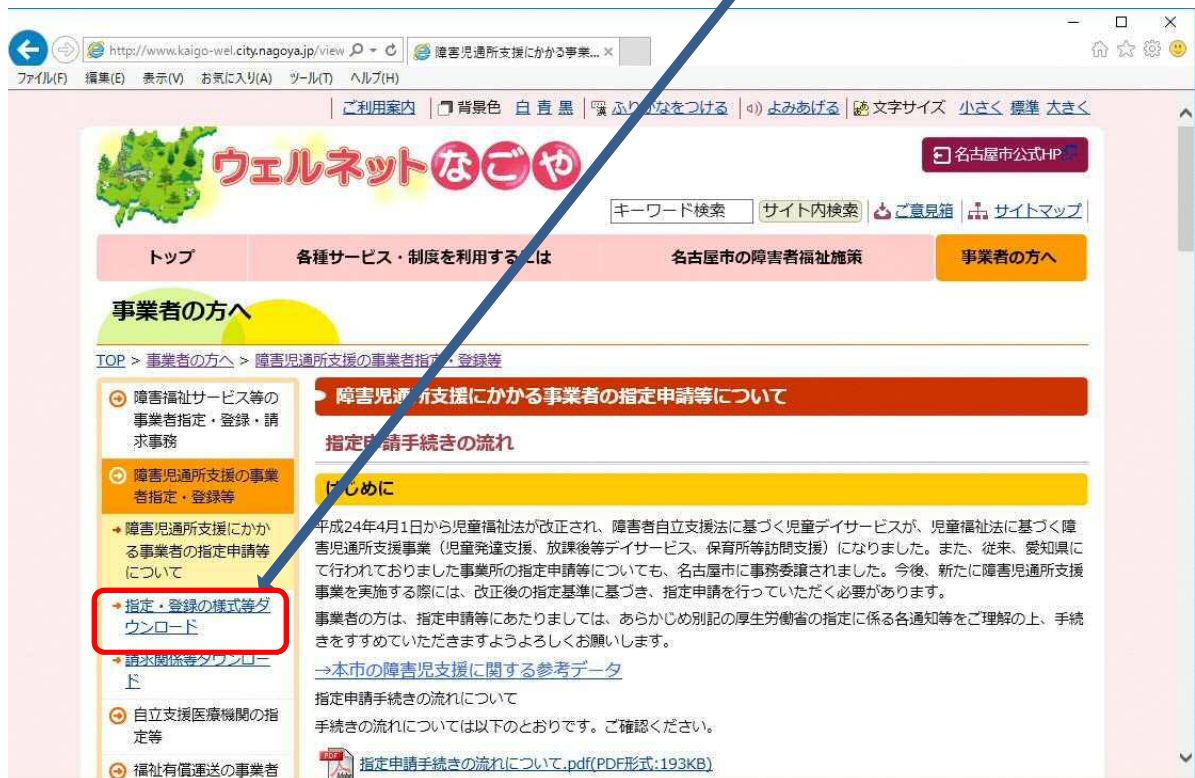 http://www.kaigo-wel.city.nagoya.jp/view
障害児通所支援にかかる事業...
ファイル(F) 編集(E) 表示(V) お気に入り(A) ツール(T) ヘルプ(H)
ご利用案内 背景色 白 青 黒 ふりがなをつける よみあげる 文字サイズ 小さく 標準 大きく
ウェルネットなごや
名古屋市公式HP
キーワード検索 サイト内検索 ご意見箱 サイトマップ
トップ 各種サービス・制度を利用するには 名古屋市の障害者福祉施策 事業者の方へ
事業者の方へ
TOP > 事業者の方へ > 障害児通所支援の事業者指定・登録等
障害福祉サービス等の
事業者指定・登録・請
求事務
障害児通所支援の事業
者指定・登録等
障害児通所支援にかか
る事業者の指定申請等
について
指定・登録の様式等ダ
ウンロード
請求関係等ダウンロー
ド
自立支援医療機関の指
定等
福祉有償運送の事業者
障害児通所支援にかかる事業者の指定申請等について
指定申請手続きの流れ
はじめに
平成24年4月1日から児童福祉法が改正され、障害者自立支援法に基づく児童デイサービスが、児童福祉法に基づく障
害児通所支援事業（児童発達支援、放課後等デイサービス、保育所等訪問支援）になりました。また、従来、愛知県に
て行われておりました事業所の指定申請等についても、名古屋市に事務委譲されました。今後、新たに障害児通所支援
事業を実施する際には、改正後の指定基準に基づき、指定申請を行っていただく必要があります。
事業者の方は、指定申請等にあたりましては、あらかじめ別記の厚生労働省の指定に係る各通知等をご理解の上、手続
きをすすめていただきますようよろしくお願いします。
→本市の障害児支援に関する参考データ
指定申請手続きの流れについて
手続きの流れについては以下のとおりです。ご確認ください。
PDF 指定申請手続きの流れについて.pdf(PDF形式:193KB)